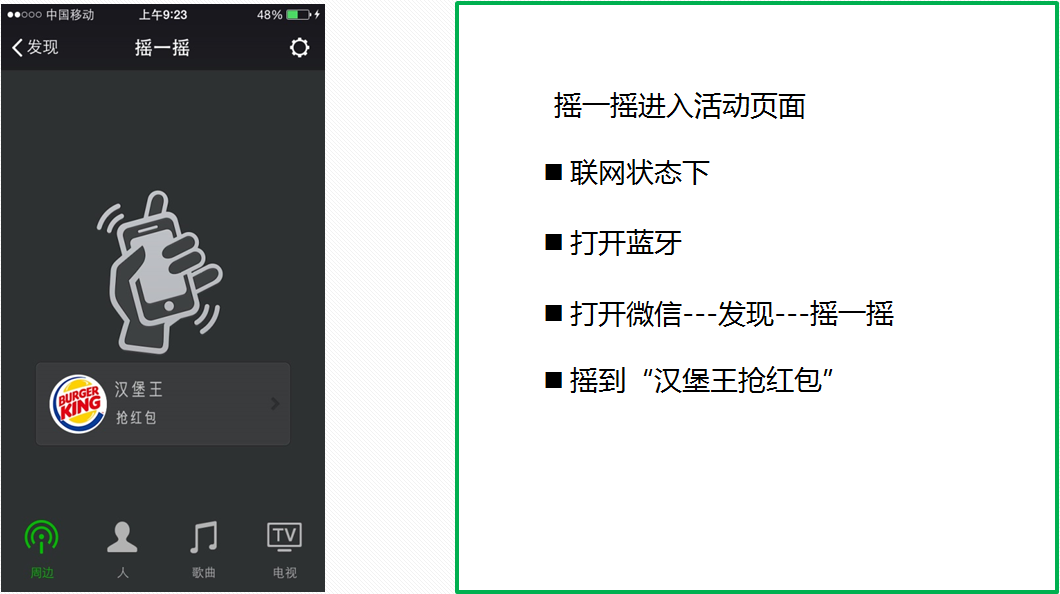 中国移动 上午9:23 48%
发现 摇一摇
BURGER
KING
汉堡王
抢红包
TV
周边 人 歌曲 电视
摇一摇进入活动页面
■ 联网状态下
■ 打开蓝牙
■ 打开微信---发现---摇一摇
■ 摇到“汉堡王抢红包”